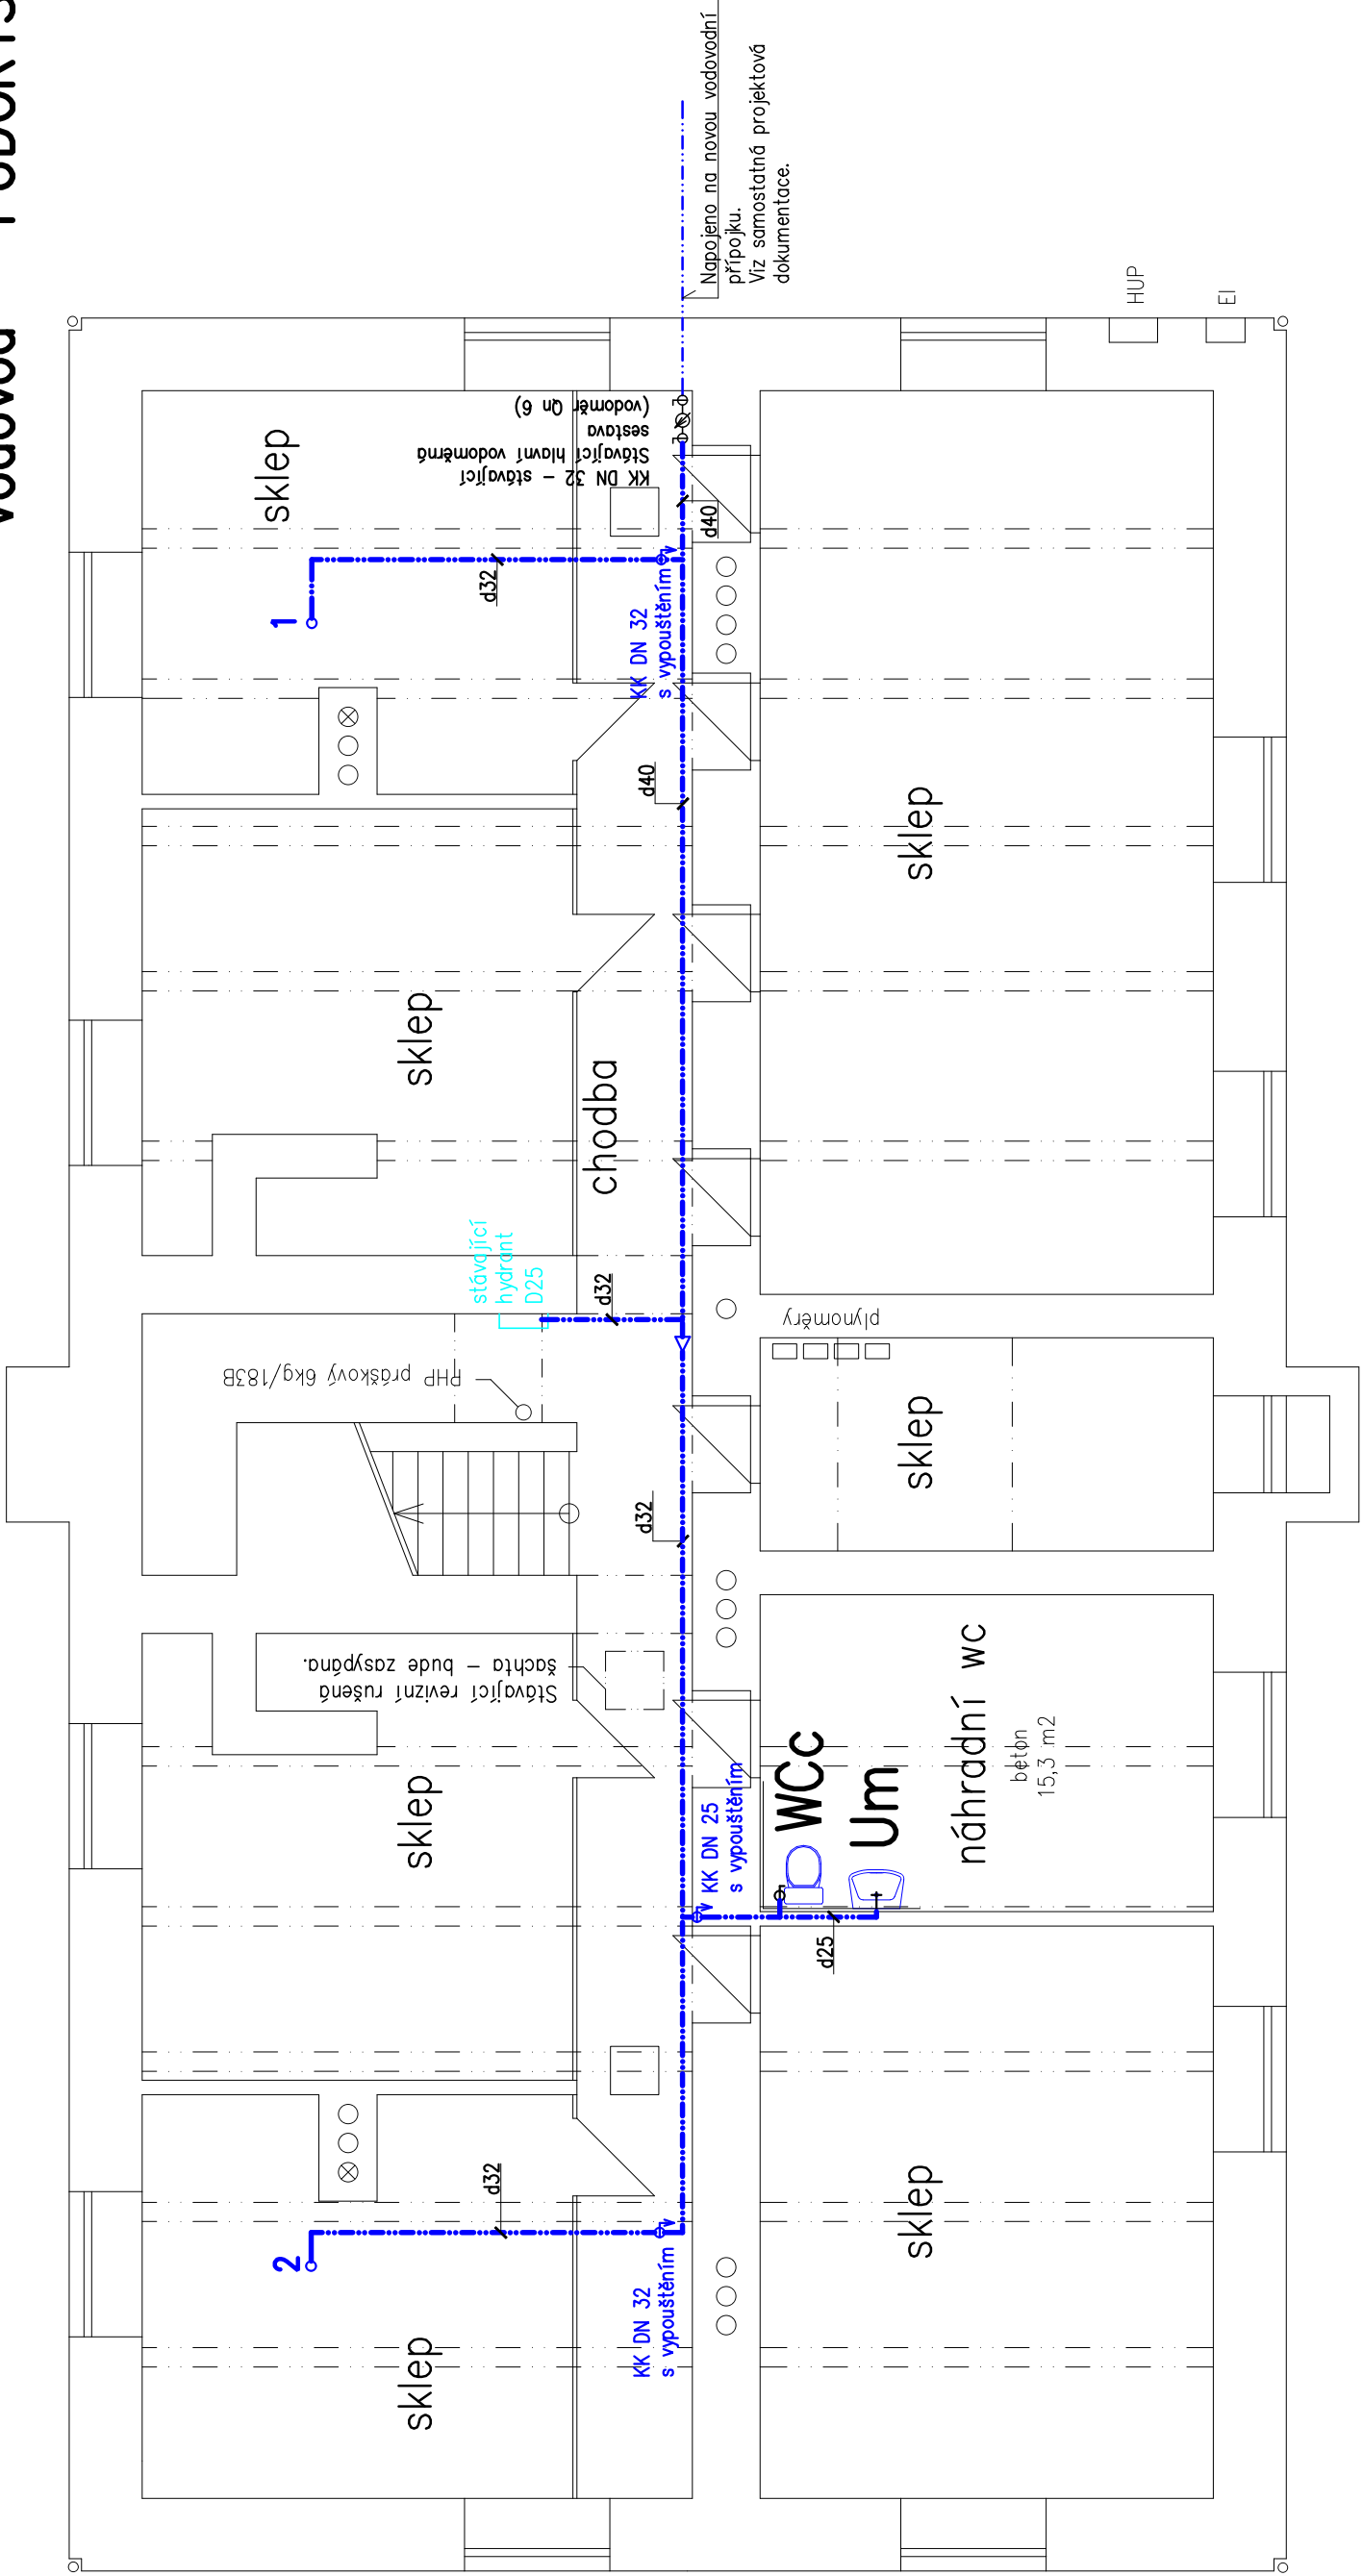 vodovod
sklep
KK DN 32 – stávající
Stávající hlavní vodoměrná
sestava
(vodoměr Qn 6)
Napojeno na novou vodovodní
přípojku.
Viz samostatná projektová
dokumentace.
HUP
El
d40
1
d32
KK DN 32
s vypouštěním
d40
sklep
sklep
chodba
stávající
hydrant
D25
d32
plynoměry
PHP práškový 6kg/183B
sklep
d32
Stávající revizní rušená
šachta – bude zasypána.
sklep
KK DN 25
s vypouštěním
WCc
Um
náhradní wc
beton
15,3 m2
d25
d32
2
KK DN 32
s vypouštěním
sklep
sklep